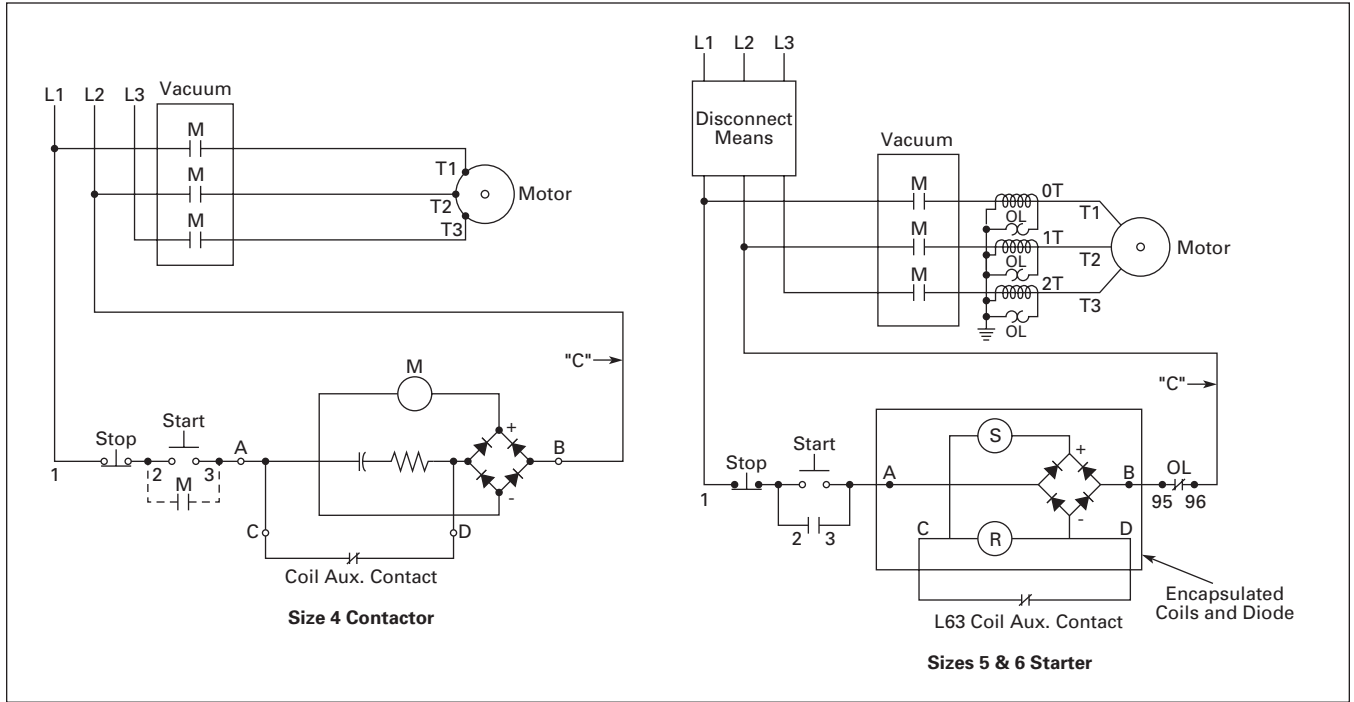 L1 L2 L3
Vacuum
M
M
M
T1
T2
T3
Motor
"C"
M
Start
Stop
A
+
B
1
2
3
M
-
C
D
Coil Aux. Contact
Size 4 Contactor
L1 L2 L3
Disconnect
Means
Vacuum
M
M
M
0T
OL
T1
1T
OL
T2
2T
OL
T3
Motor
"C"
S
+
Start
Stop
A
B
OL
1
95 96
2 3
-
C
R
D
L63 Coil Aux. Contact
Encapsulated
Coils and Diode
Sizes 5 & 6 Starter